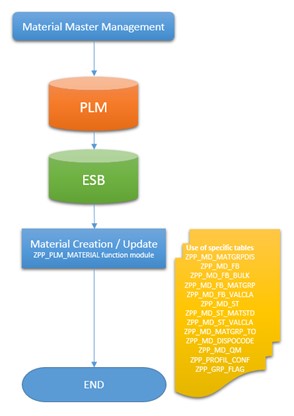 Material Master Management
PLM
ESB
Material Creation / Update
ZPP_PLM_MATERIAL function module
Use of specific tables
ZPP_MD_MATGRPDIS
ZPP_MD_FB
ZPP_MD_FB_BULK
ZPP_MD_FB_MATGRP
ZPP_MD_FB_VALCLA
ZPP_MD_ST
ZPP_MD_ST_MATSTD
ZPP_MD_ST_VALCLA
ZPP_MD_MATGRP_TO
ZPP_MD_DISPOCODE
ZPP_MD_QM
ZPP_PROFIL_CONF
ZPP_GRP_FLAG
END